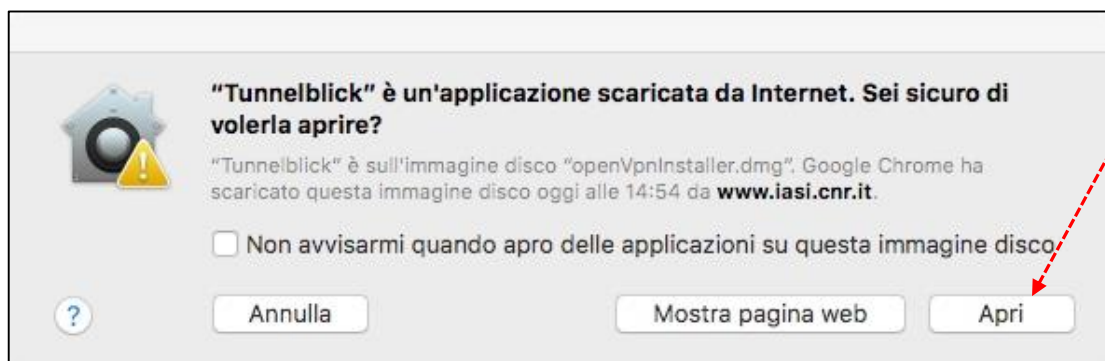 “Tunnelblick” è un'applicazione scaricata da Internet. Sei sicuro di
volerla aprire?
“Tunnelblick” è sull'immagine disco “openVpnInstaller.dmg”. Google Chrome ha
scaricato questa immagine disco oggi alle 14:54 da www.iasi.cnr.it.
Non avvisarmi quando apro delle applicazioni su questa immagine disco
?
Annulla
Mostra pagina web
Apri